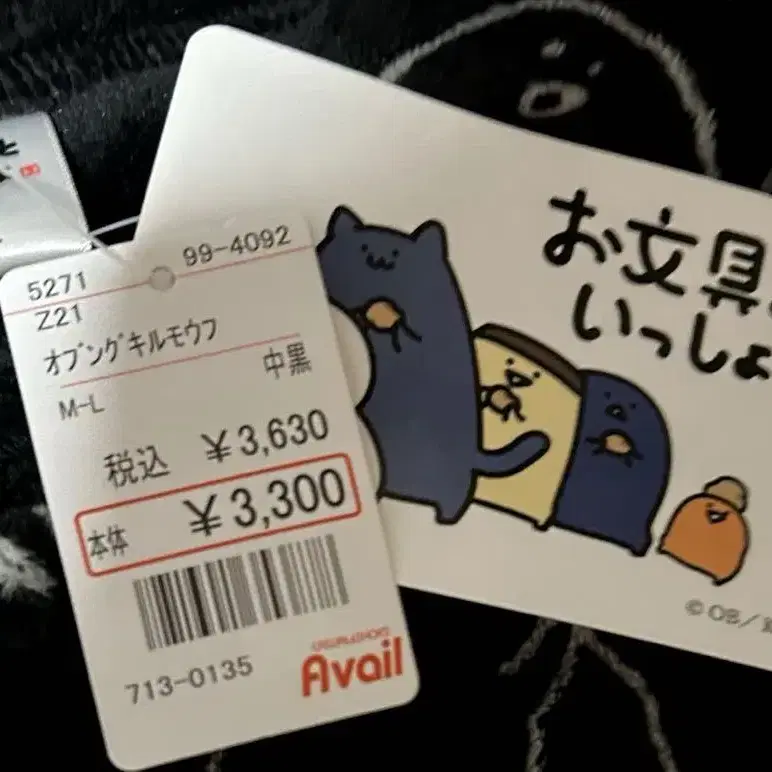 5271
99-4092
Z21
オブングキルモウフ
中黒
M-L
税込 ¥3,630
本体 ¥3,300
713-0135
Avail
お文具
いっしょ
©OB/